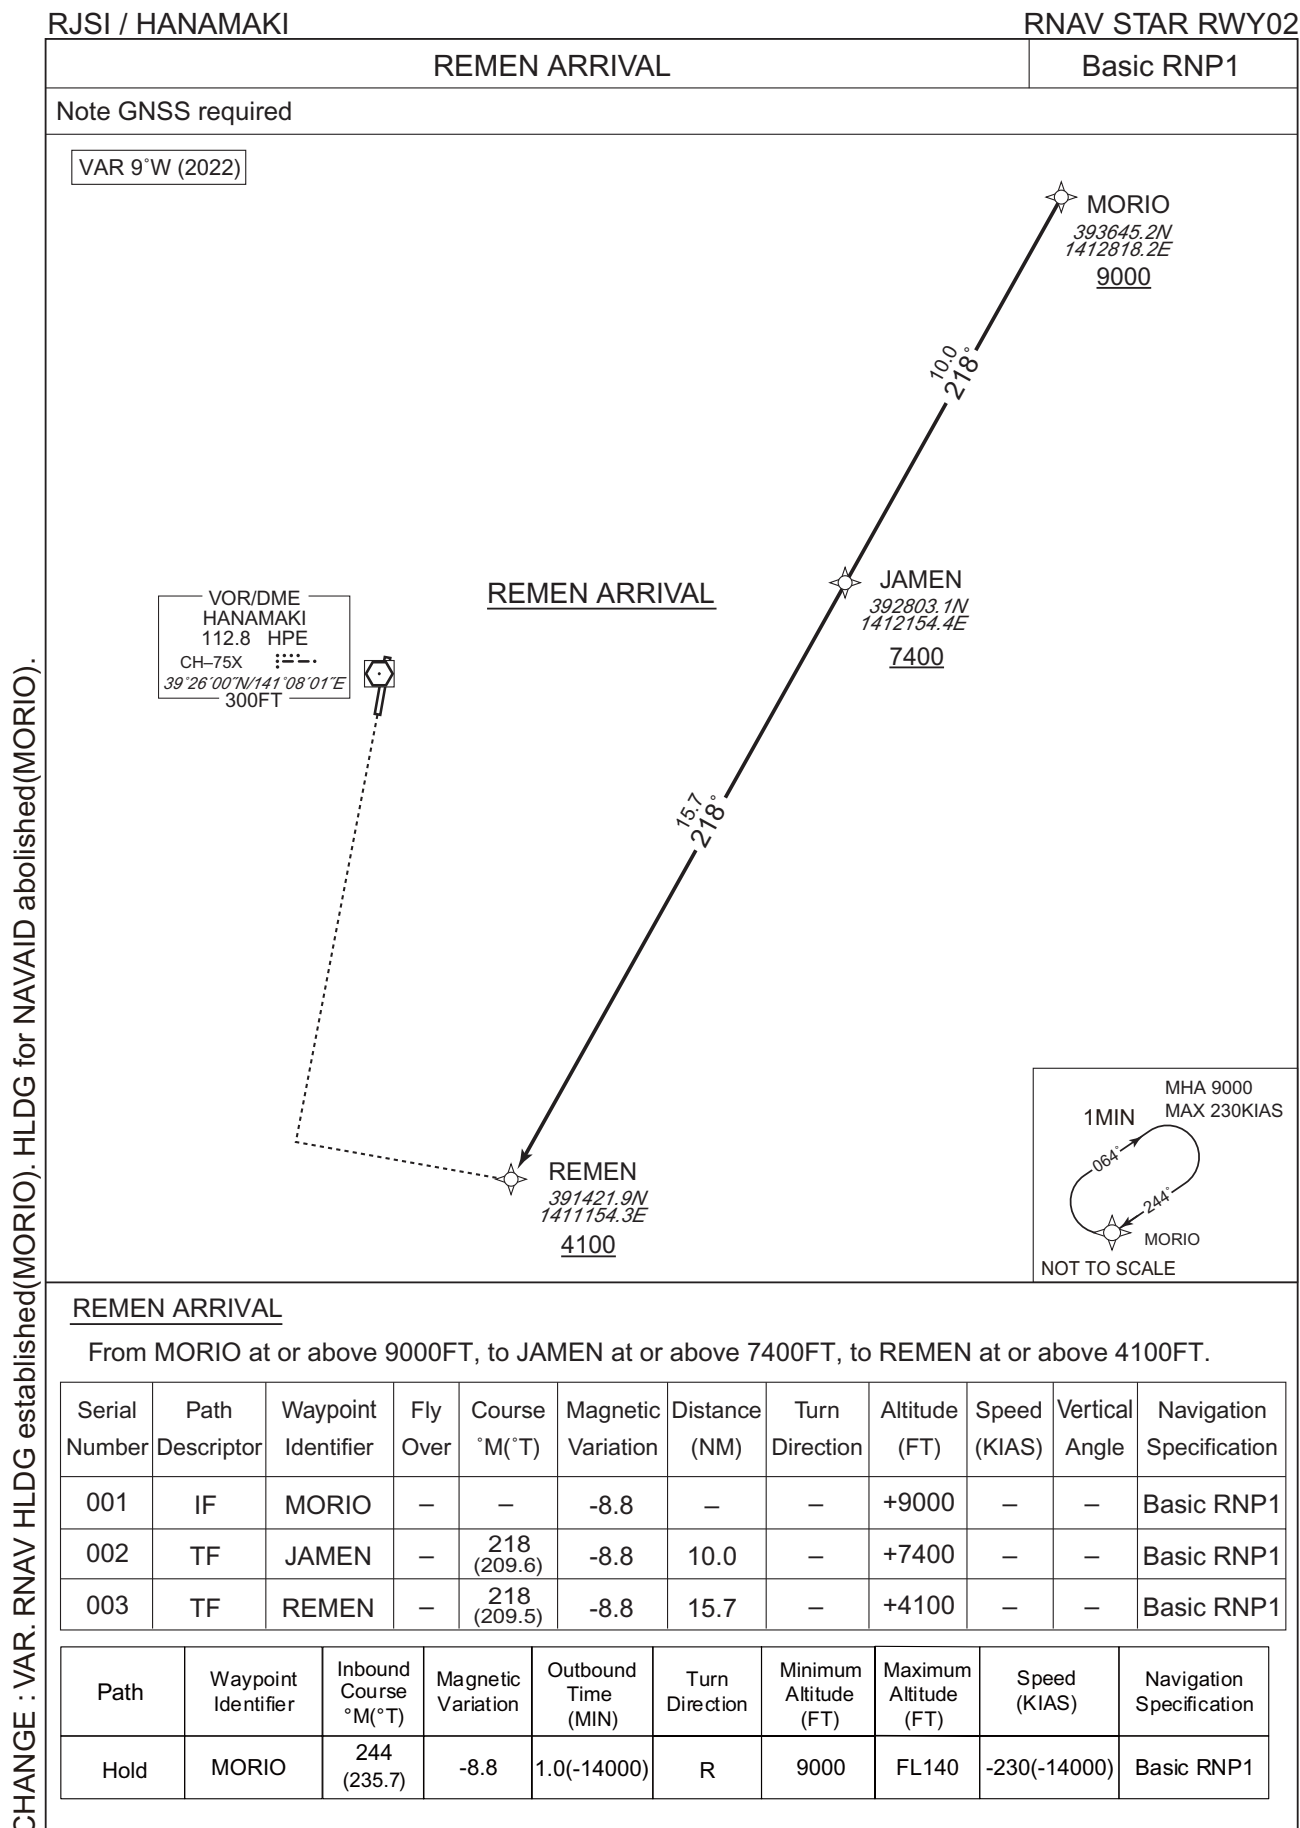 RJSI / HANAMAKI
RNAV STAR RWY02
REMEN ARRIVAL
Basic RNP1
Note GNSS required
VAR 9˚W (2022)
MORIO
393645.2N
1412818.2E
9000
10.0
218˚
JAMEN
392803.1N
1412154.4E
7400
REMEN ARRIVAL
VOR/DME
HANAMAKI
112.8 HPE
CH–75X
39˚26´00˝N/141˚08´01˝E
300FT
15.7
218˚
REMEN
391421.9N
1411154.3E
4100
MHA 9000
MAX 230KIAS
1MIN
064˚
244˚
MORIO
NOT TO SCALE
CHANGE : VAR. RNAV HLDG established(MORIO). HLDG for NAVAID abolished(MORIO).
REMEN ARRIVAL
From MORIO at or above 9000FT, to JAMEN at or above 7400FT, to REMEN at or above 4100FT.
Serial Number Path Descriptor Waypoint Identifier Fly Over Course ˚M(˚T) Magnetic Variation Distance (NM) Turn Direction Altitude (FT) Speed (KIAS) Vertical Angle Navigation Specification
001 IF MORIO – – -8.8 – – +9000 – – Basic RNP1
002 TF JAMEN – 218 (209.6) -8.8 10.0 – +7400 – – Basic RNP1
003 TF REMEN – 218 (209.5) -8.8 15.7 – +4100 – – Basic RNP1
Path Waypoint Identifier Inbound Course °M(°T) Magnetic Variation Outbound Time (MIN) Turn Direction Minimum Altitude (FT) Maximum Altitude (FT) Speed (KIAS) Navigation Specification
Hold MORIO 244 (235.7) -8.8 1.0(-14000) R 9000 FL140 -230(-14000) Basic RNP1